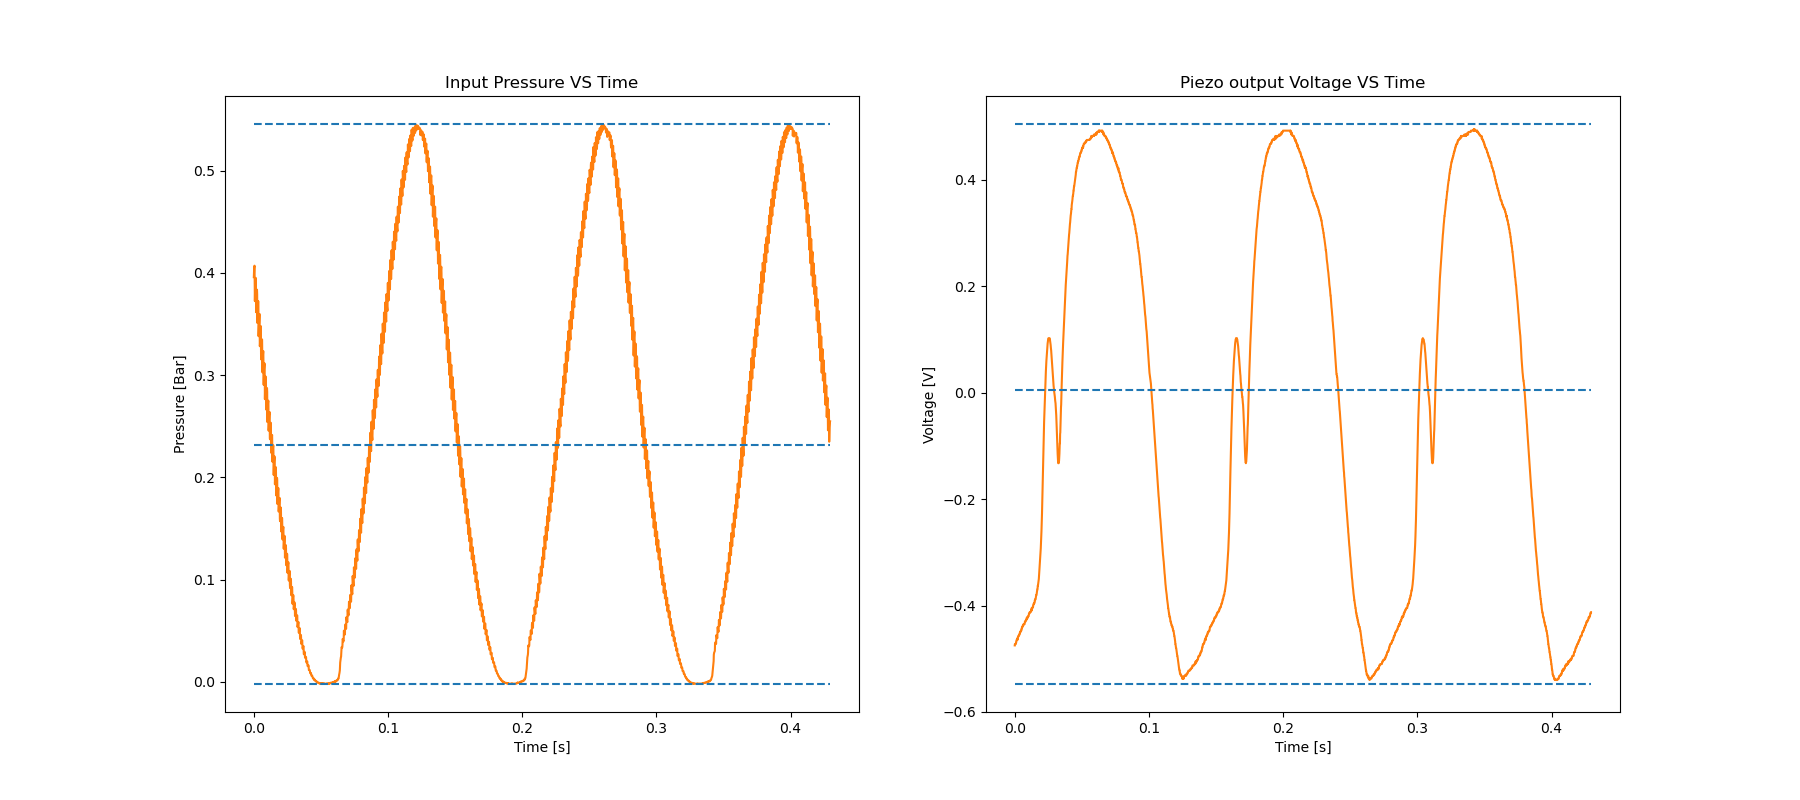 Input Pressure VS Time
Pressure [Bar]
0.5
0.4
0.3
0.2
0.1
0.0
0.0 0.1 0.2 0.3 0.4
Time [s]
Piezo output Voltage VS Time
Voltage [V]
0.4
0.2
0.0
−0.2
−0.4
−0.6
0.0 0.1 0.2 0.3 0.4
Time [s]